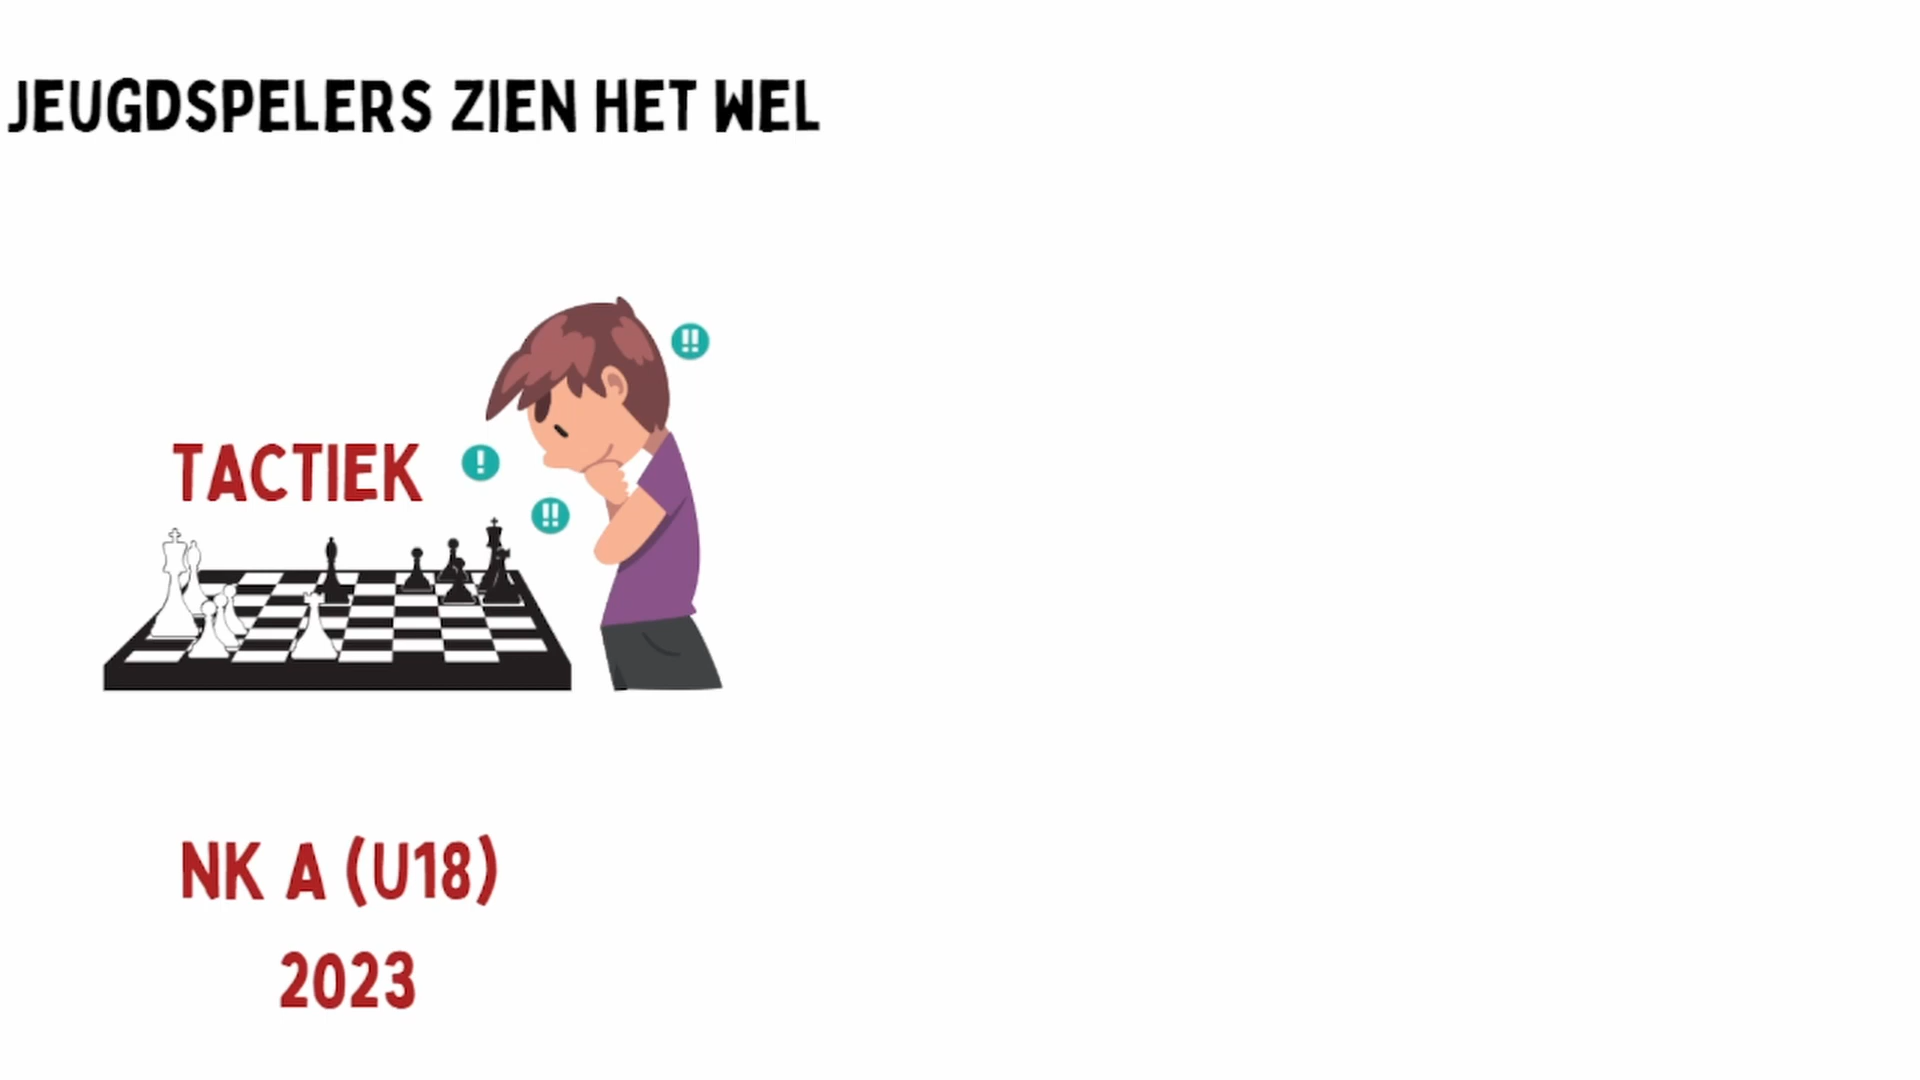 JEUGDSPELERS ZIEN HET WEL
!!
TACTIEK
!
!!
NK A (U18)
2023